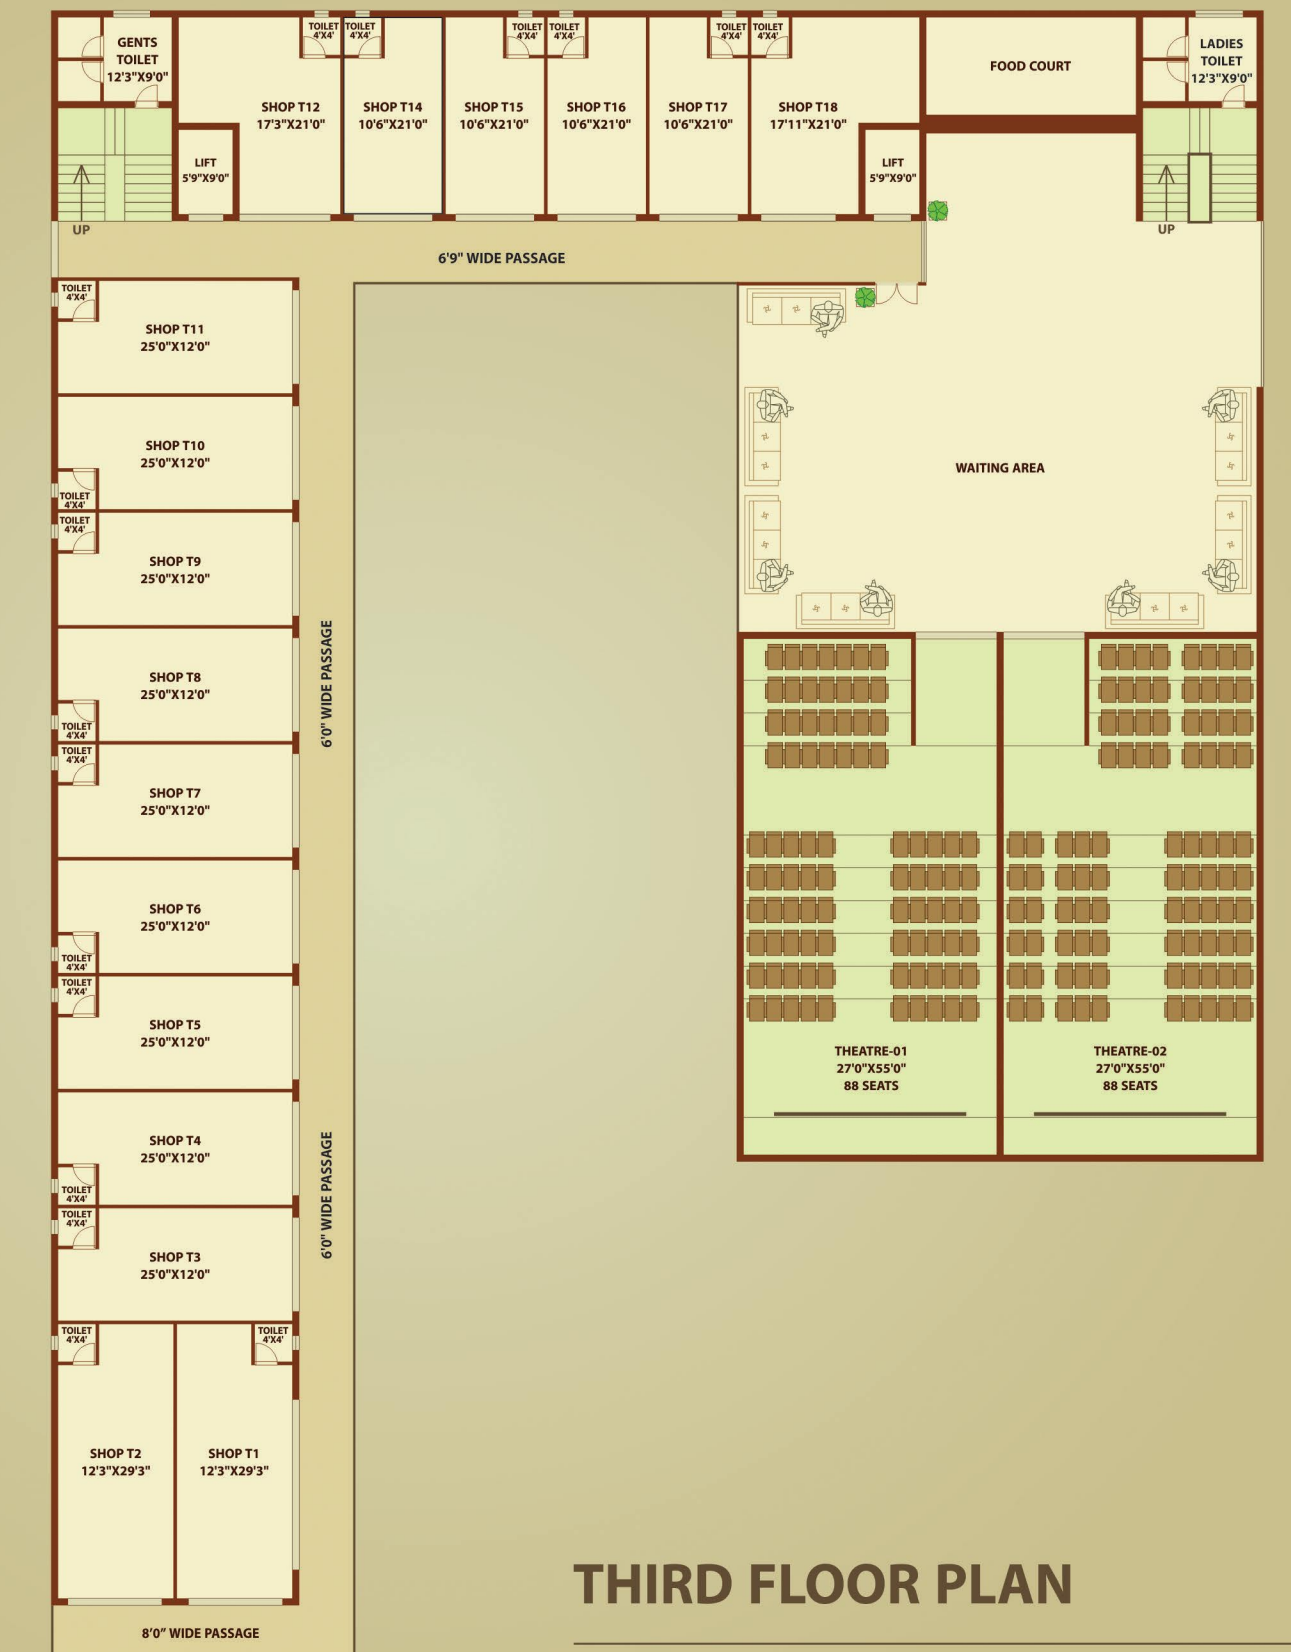 GENTS
TOILET
12'3"X9'0"
TOILET
4'X4'
TOILET
4'X4'
TOILET
4'X4'
TOILET
4'X4'
TOILET
4'X4'
TOILET
4'X4'
FOOD COURT
LADIES
TOILET
12'3"X9'0"
SHOP T12
17'3"X21'0"
SHOP T14
10'6"X21'0"
SHOP T15
10'6"X21'0"
SHOP T16
10'6"X21'0"
SHOP T17
10'6"X21'0"
SHOP T18
17'11"X21'0"
LIFT
5'9"X9'0"
LIFT
5'9"X9'0"
UP
UP
6'9" WIDE PASSAGE
TOILET
4'X4'
SHOP T11
25'0"X12'0"
SHOP T10
25'0"X12'0"
TOILET
4'X4'
TOILET
4'X4'
SHOP T9
25'0"X12'0"
SHOP T8
25'0"X12'0"
TOILET
4'X4'
TOILET
4'X4'
SHOP T7
25'0"X12'0"
SHOP T6
25'0"X12'0"
TOILET
4'X4'
TOILET
4'X4'
SHOP T5
25'0"X12'0"
SHOP T4
25'0"X12'0"
TOILET
4'X4'
TOILET
4'X4'
SHOP T3
25'0"X12'0"
TOILET
4'X4'
TOILET
4'X4'
SHOP T2
12'3"X29'3"
SHOP T1
12'3"X29'3"
6'0" WIDE PASSAGE
6'0" WIDE PASSAGE
8'0" WIDE PASSAGE
WAITING AREA
THEATRE-01
27'0"X55'0"
88 SEATS
THEATRE-02
27'0"X55'0"
88 SEATS
THIRD FLOOR PLAN